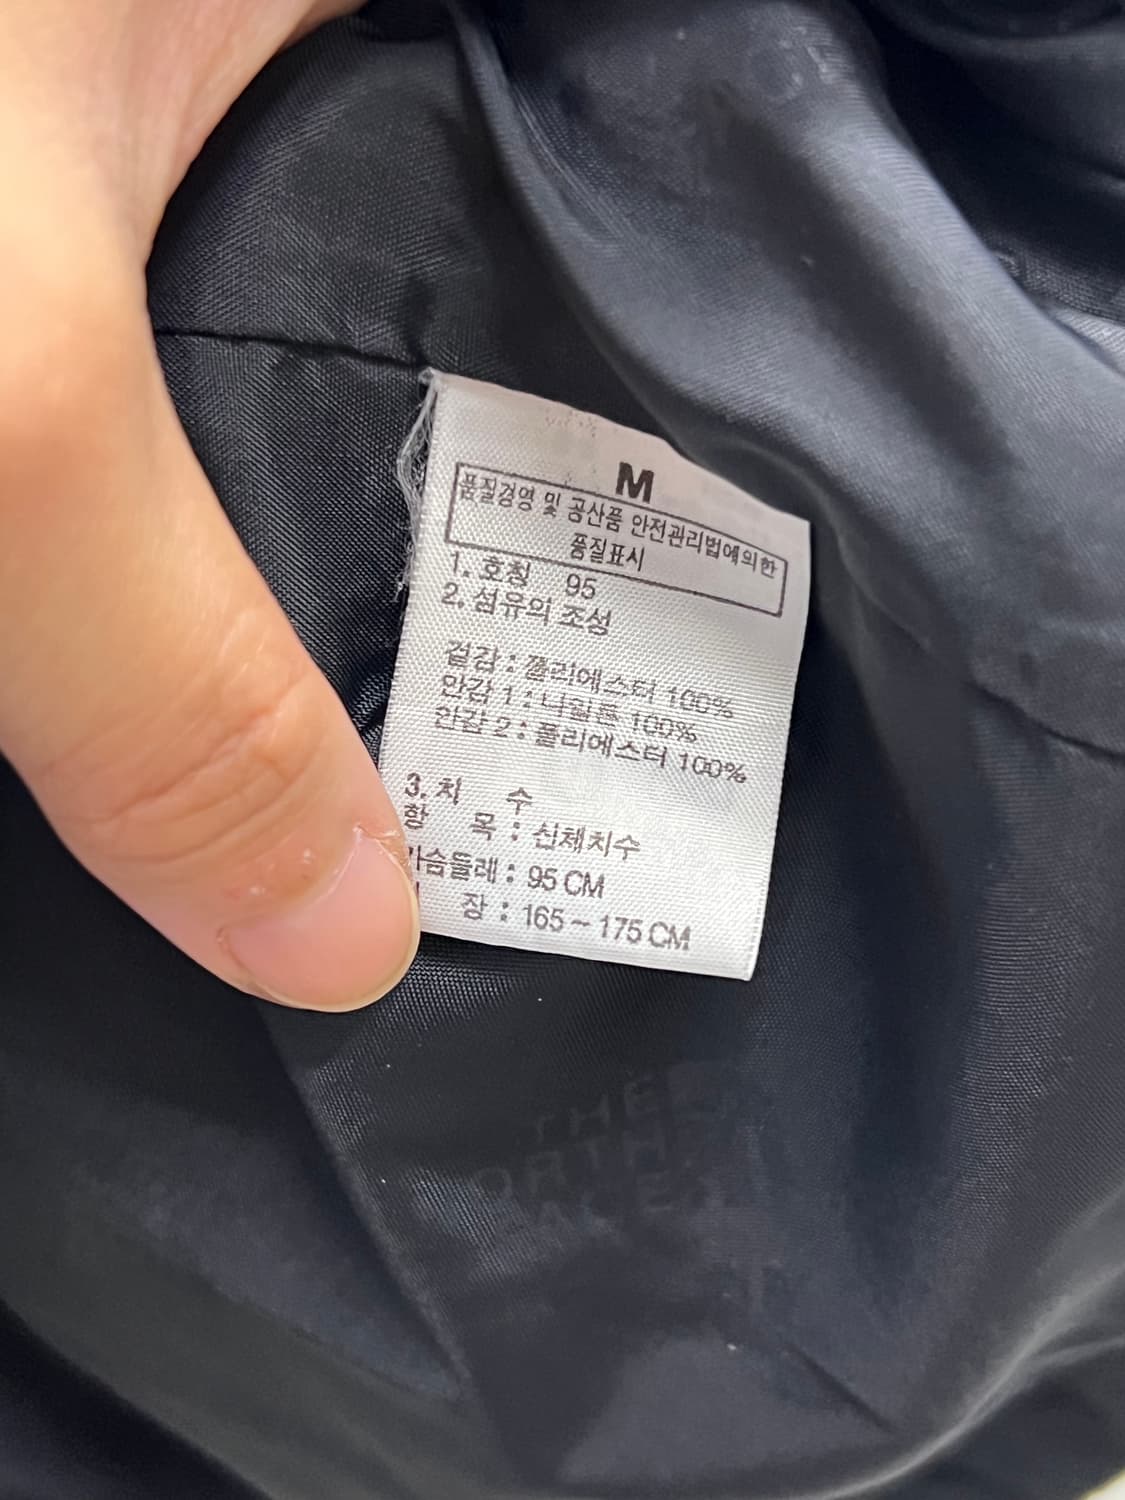 M
품질경영 및 공산품 안전관리법에의한
품질표시
1. 호칭 95
2. 섬유의 조성
겉감 : 폴리에스터 100%
안감 1 : 나일론 100%
안감 2 : 폴리에스터 100%
3. 치 수
항 목 : 신체치수
가슴둘레 : 95 CM
장 : 165 ~ 175 CM
THE
ORTH
FACE